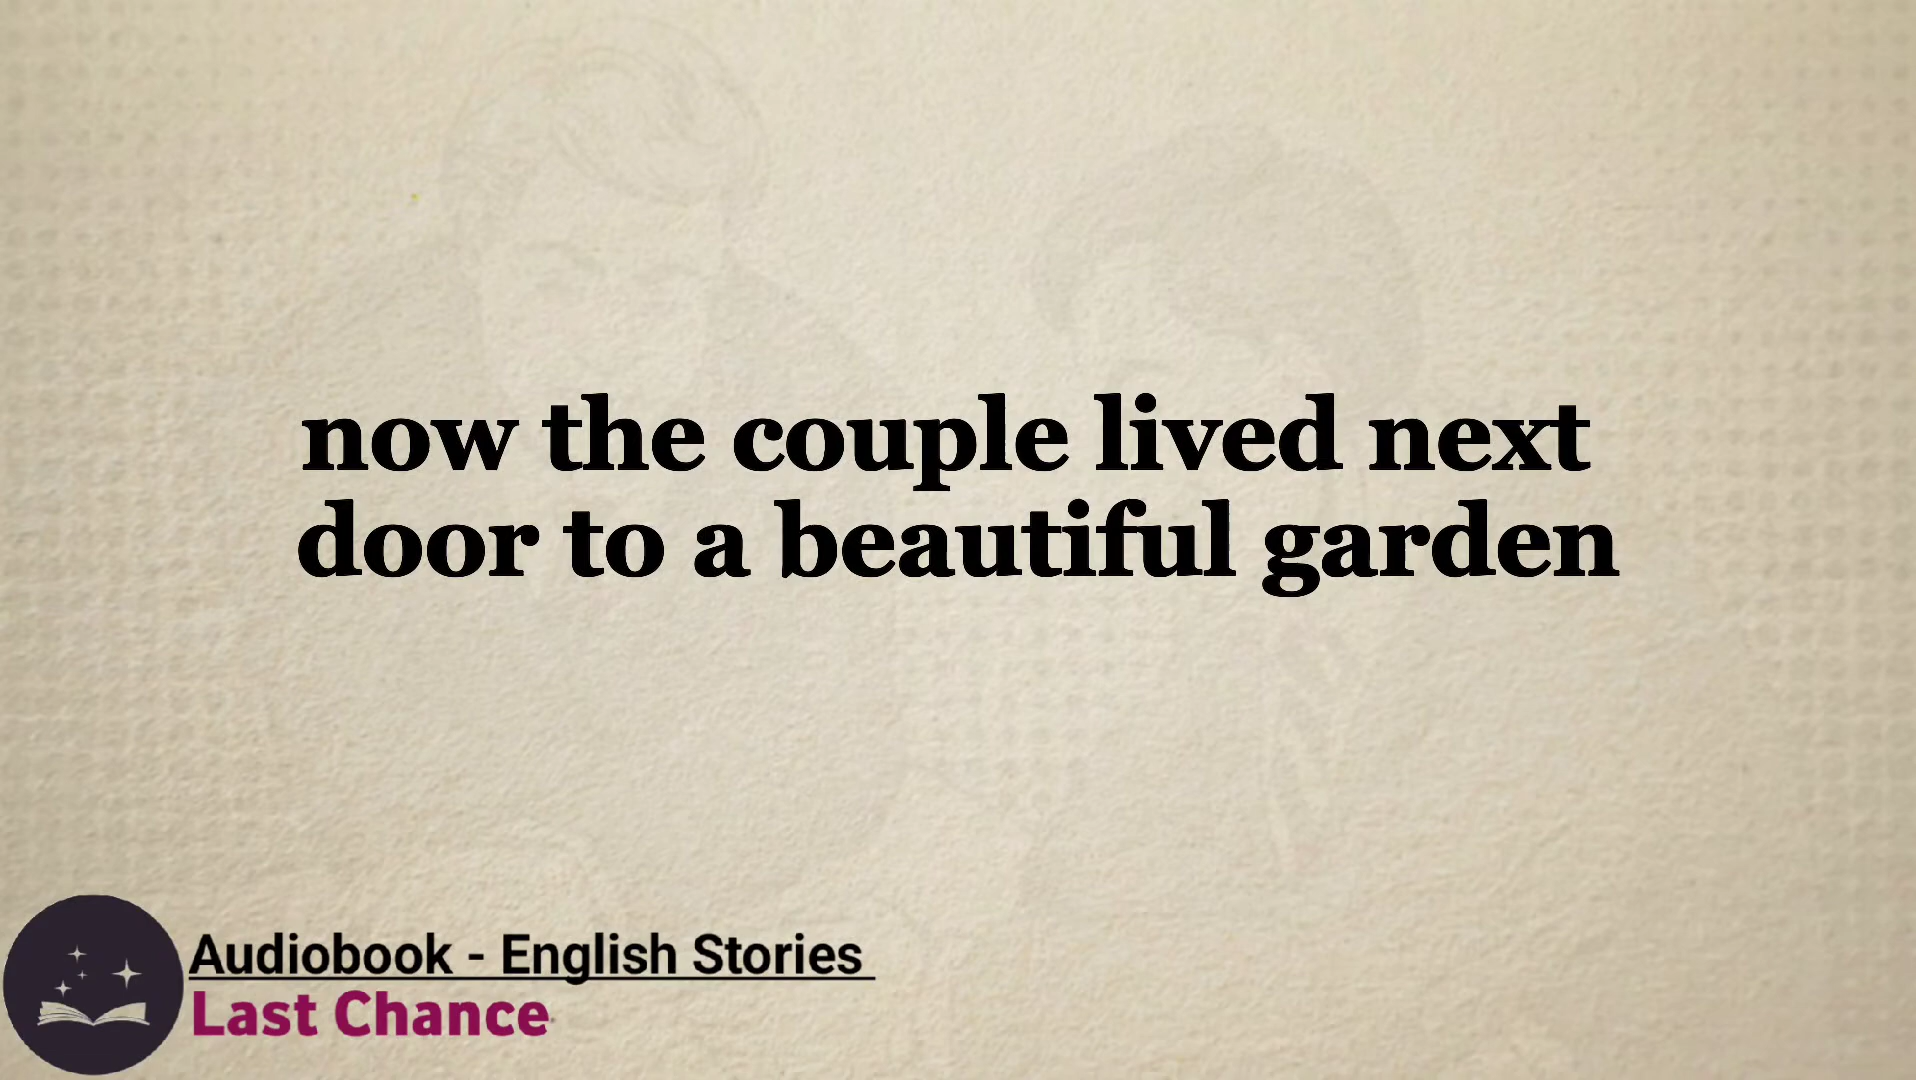 now the couple lived next
door to a beautiful garden
Audiobook - English Stories
Last Chance